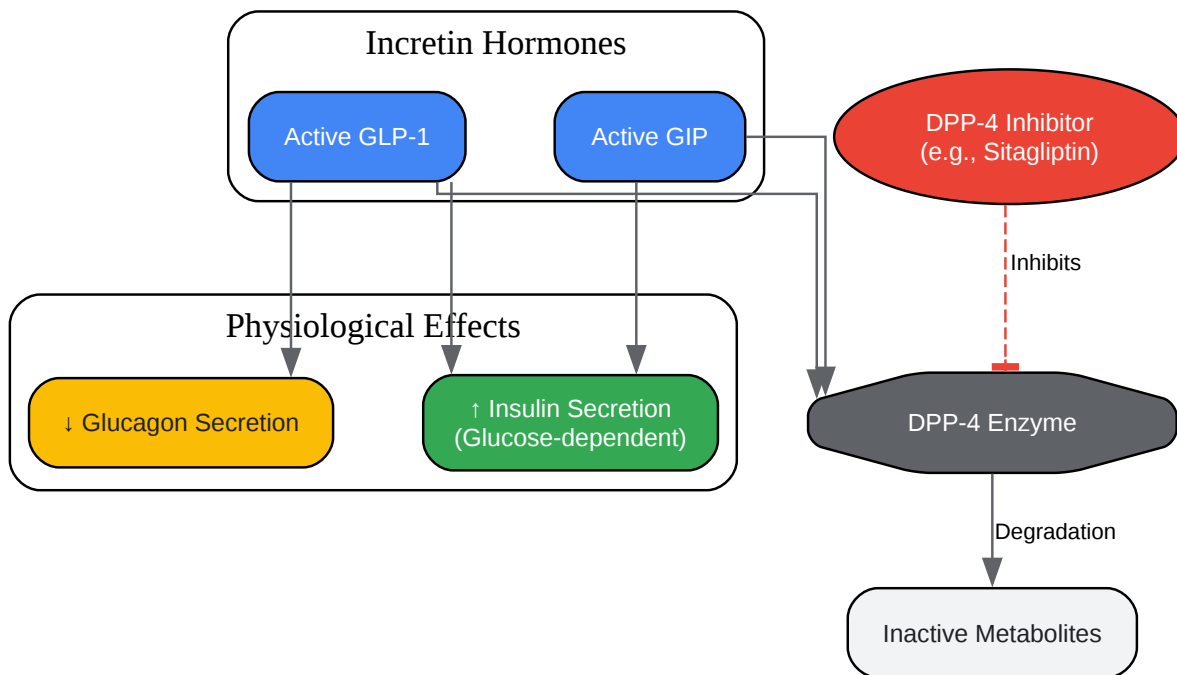 Incretin Hormones
Active GLP-1
Active GIP
DPP-4 Inhibitor
(e.g., Sitagliptin)
Inhibits
Physiological Effects
↓ Glucagon Secretion
↑ Insulin Secretion
(Glucose-dependent)
DPP-4 Enzyme
Degradation
Inactive Metabolites